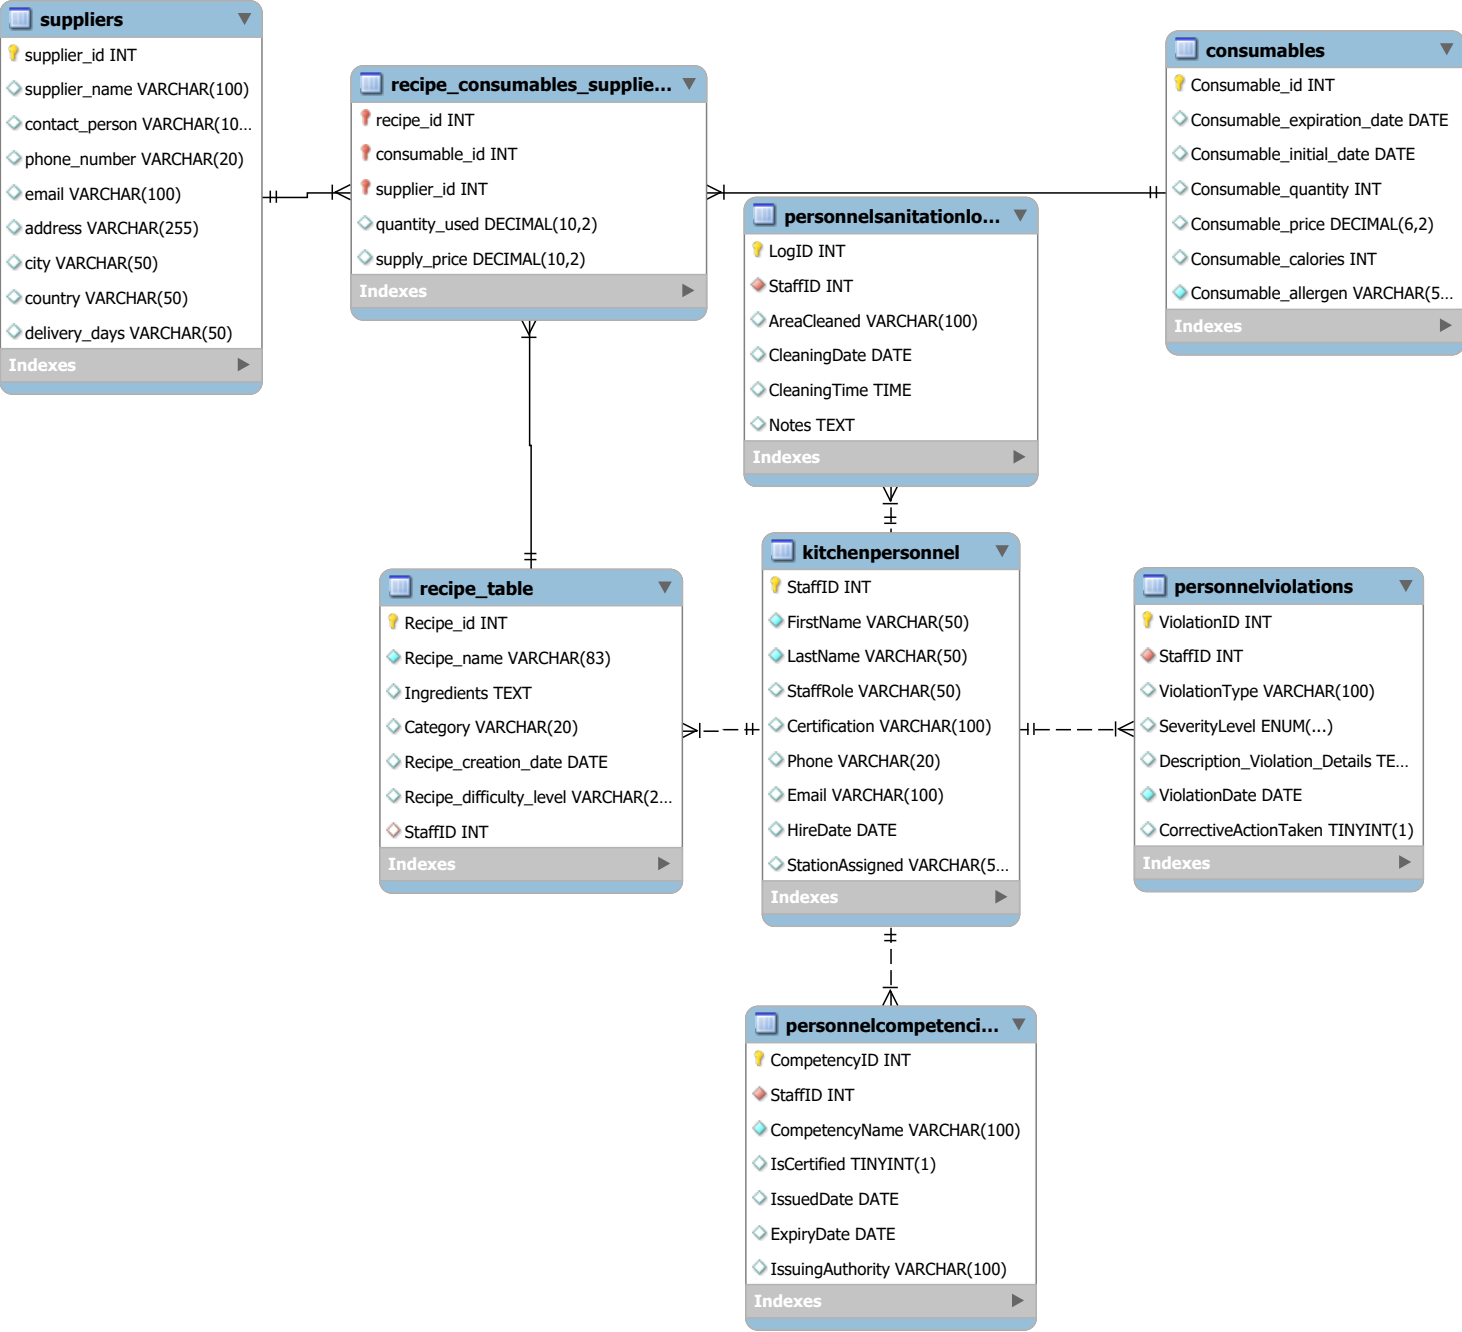 suppliers
supplier_id INT
supplier_name VARCHAR(100)
contact_person VARCHAR(10...
phone_number VARCHAR(20)
email VARCHAR(100)
address VARCHAR(255)
city VARCHAR(50)
country VARCHAR(50)
delivery_days VARCHAR(50)
Indexes
recipe_consumables_supplie...
recipe_id INT
consumable_id INT
supplier_id INT
quantity_used DECIMAL(10,2)
supply_price DECIMAL(10,2)
Indexes
consumables
Consumable_id INT
Consumable_expiration_date DATE
Consumable_initial_date DATE
Consumable_quantity INT
Consumable_price DECIMAL(6,2)
Consumable_calories INT
Consumable_allergen VARCHAR(5...
Indexes
personnelsanitationlo...
LogID INT
StaffID INT
AreaCleaned VARCHAR(100)
CleaningDate DATE
CleaningTime TIME
Notes TEXT
Indexes
recipe_table
Recipe_id INT
Recipe_name VARCHAR(83)
Ingredients TEXT
Category VARCHAR(20)
Recipe_creation_date DATE
Recipe_difficulty_level VARCHAR(2...
StaffID INT
Indexes
kitchenpersonnel
StaffID INT
FirstName VARCHAR(50)
LastName VARCHAR(50)
StaffRole VARCHAR(50)
Certification VARCHAR(100)
Phone VARCHAR(20)
Email VARCHAR(100)
HireDate DATE
StationAssigned VARCHAR(5...
Indexes
personnelviolations
ViolationID INT
StaffID INT
ViolationType VARCHAR(100)
SeverityLevel ENUM(...)
Description_Violation_Details TE...
ViolationDate DATE
CorrectiveActionTaken TINYINT(1)
Indexes
personnelcompetenci...
CompetencyID INT
StaffID INT
CompetencyName VARCHAR(100)
IsCertified TINYINT(1)
IssuedDate DATE
ExpiryDate DATE
IssuingAuthority VARCHAR(100)
Indexes